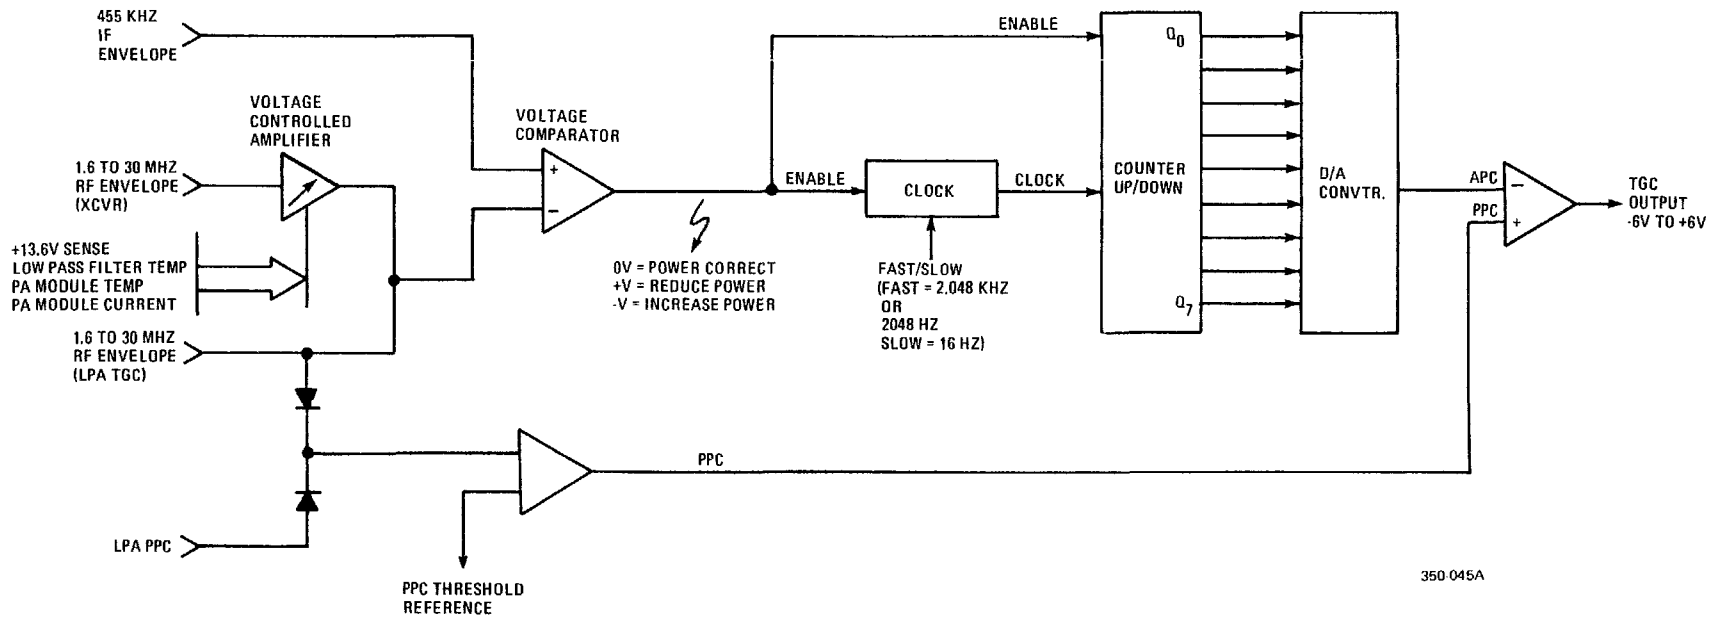 455 KHZ
IF
ENVELOPE
VOLTAGE
CONTROLLED
AMPLIFIER
1.6 TO 30 MHZ
RF ENVELOPE
(XCVR)
+13.6V SENSE
LOW PASS FILTER TEMP
PA MODULE TEMP
PA MODULE CURRENT
1.6 TO 30 MHZ
RF ENVELOPE
(LPA TGC)
LPA PPC
VOLTAGE
COMPARATOR
+
−
0V = POWER CORRECT
+V = REDUCE POWER
-V = INCREASE POWER
PPC
PPC THRESHOLD
REFERENCE
ENABLE
ENABLE
CLOCK
CLOCK
FAST/SLOW
(FAST = 2.048 KHZ
OR
2048 HZ
SLOW = 16 HZ)
Q0
COUNTER
UP/DOWN
Q7
D/A
CONVTR.
APC
−
PPC
+
TGC
OUTPUT
-6V TO +6V
350-045A